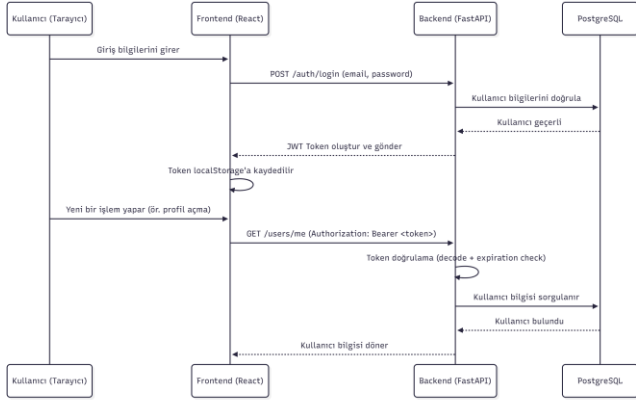 Kullanıcı (Tarayıcı)
Frontend (React)
Backend (FastAPI)
PostgreSQL
Giriş bilgilerini girer
POST /auth/login (email, password)
Kullanıcı bilgilerini doğrula
Kullanıcı geçerli
JWT Token oluştur ve gönder
Token localStorage'a kaydedilir
Yeni bir işlem yapar (ör. profil açma)
GET /users/me (Authorization: Bearer <token>)
Token doğrulama (decode + expiration check)
Kullanıcı bilgisi sorgulanır
Kullanıcı bulundu
Kullanıcı bilgisi döner
Kullanıcı (Tarayıcı)
Frontend (React)
Backend (FastAPI)
PostgreSQL